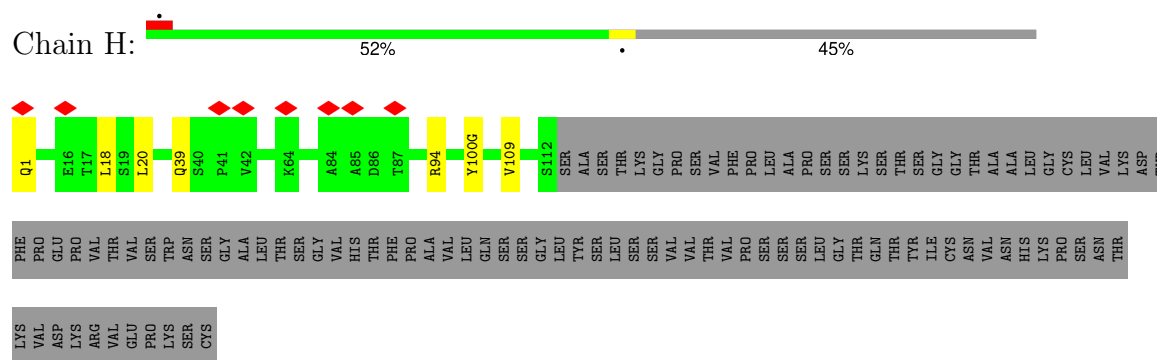 Chain H:
52%
45%
Q1 E16 T17 L18 S19 L20 Q39 S40 P41 V42 K64 A84 A85 D86 T87 R94 Y100G V109 S112 SER ALA SER THR LYS GLY PRO SER VAL PHE PRO LEU ALA PRO SER SER LYS SER THR SER GLY GLY THR ALA ALA LEU GLY CYS LEU VAL LYS ASP
PHE PRO GLU PRO VAL THR VAL SER TRP ASN SER GLY ALA LEU THR SER GLY VAL HIS THR PHE PRO ALA VAL LEU GLN SER SER GLY LEU TYR SER LEU SER SER VAL VAL THR VAL PRO SER SER SER LEU GLY THR GLN THR TYR ILE CYS ASN VAL ASN HIS LYS PRO SER ASN THR
LYS VAL ASP LYS ARG VAL GLU PRO LYS SER CYS